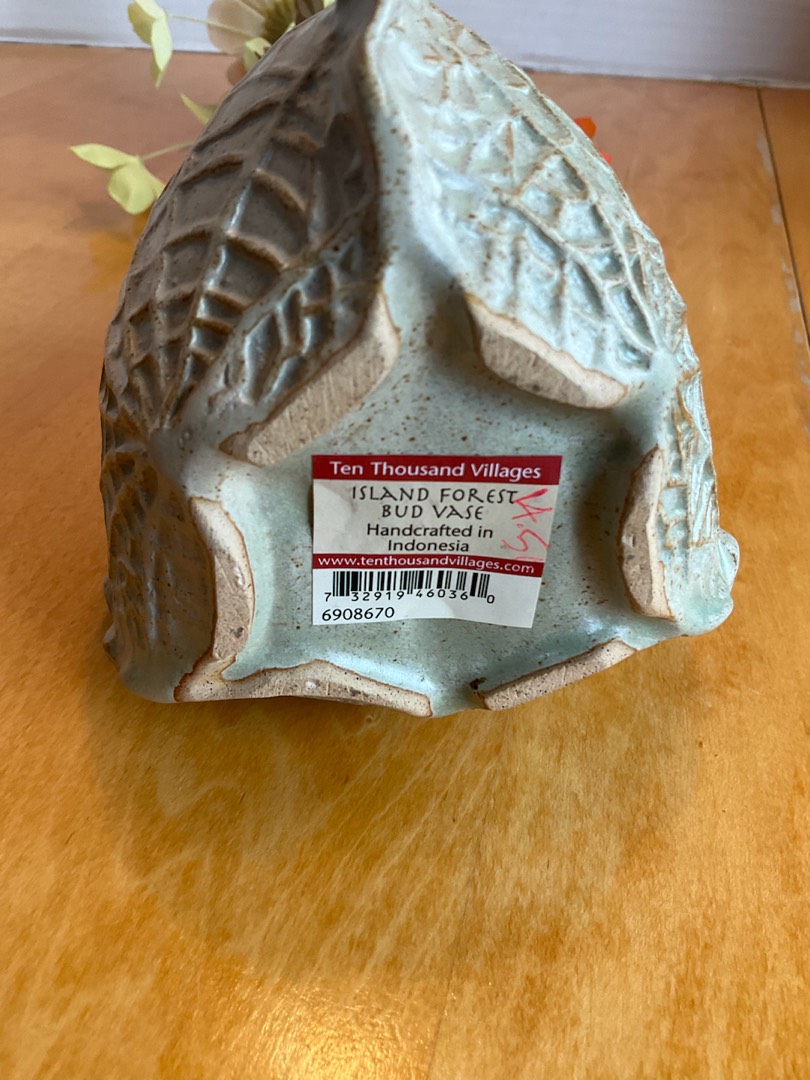 Ten Thousand Villages
ISLAND FOREST
BUD VASE
Handcrafted in
Indonesia
www.tenthousandvillages.com
7 32919 46036 0
6908670